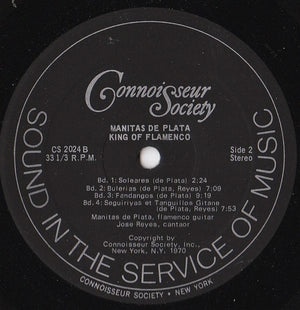 Connoisseur
Society
MANITAS DE PLATA
KING OF FLAMENCO
CS 2024 B
33 1/3 R.P.M.
Side 2
Stereo
Bd. 1: Soleares (de Plata) 2:24
Bd. 2: Bulerias (de Plata, Reyes) 7:09
Bd. 3: Fandangos (de Plata) 9:19
Bd. 4: Seguiriyas et Tanguillos Gitane
(de Plata, Reyes) 7:53
Manitas de Plata, flamenco guitar
Jose Reyes, cantaor
Copyright by
Connoisseur Society, Inc.,
New York, N.Y. 1970
SOUND IN THE SERVICE OF MUSIC
CONNOISSEUR SOCIETY • NEW YORK